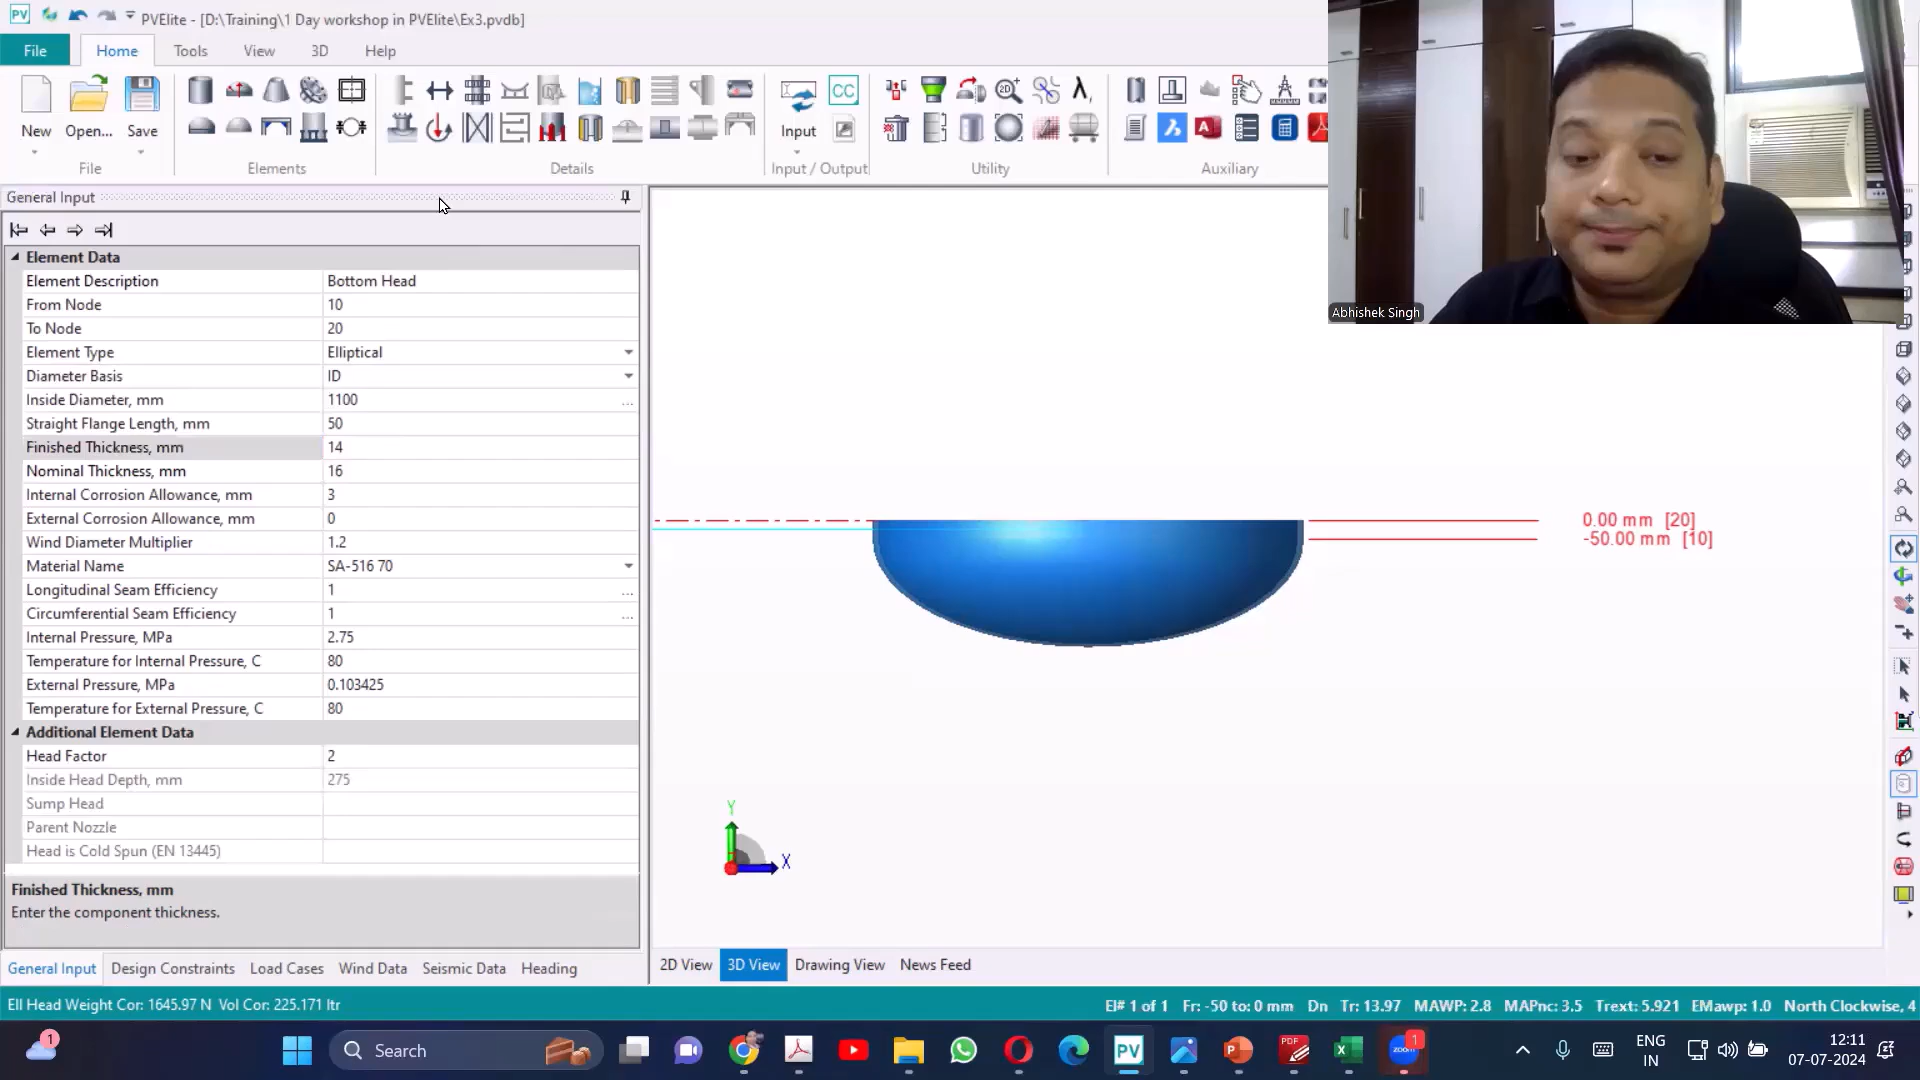 PVElite - [D:\Training\1 Day workshop in PVElite\Ex3.pvdb]
File
Home
Tools
View
3D
Help
New
Open...
Save
File
Elements
Details
Input
CC
Input / Output
Utility
Auxiliary
Abhishek Singh
General Input
Element Data
Element Description Bottom Head
From Node 10
To Node 20
Element Type Elliptical
Diameter Basis ID
Inside Diameter, mm 1100 ...
Straight Flange Length, mm 50
Finished Thickness, mm 14
Nominal Thickness, mm 16
Internal Corrosion Allowance, mm 3
External Corrosion Allowance, mm 0
Wind Diameter Multiplier 1.2
Material Name SA-516 70
Longitudinal Seam Efficiency 1 ...
Circumferential Seam Efficiency 1 ...
Internal Pressure, MPa 2.75
Temperature for Internal Pressure, C 80
External Pressure, MPa 0.103425
Temperature for External Pressure, C 80
Additional Element Data
Head Factor 2
Inside Head Depth, mm 275
Sump Head
Parent Nozzle
Head is Cold Spun (EN 13445)
Finished Thickness, mm
Enter the component thickness.
General Input
Design Constraints
Load Cases
Wind Data
Seismic Data
Heading
0.00 mm [20]
-50.00 mm [10]
Y
X
2D View
3D View
Drawing View
News Feed
Ell Head Weight Cor: 1645.97 N Vol Cor: 225.171 ltr
El# 1 of 1 Fr: -50 to: 0 mm Dn Tr: 13.97 MAWP: 2.8 MAPnc: 3.5 Trext: 5.921 EMawp: 1.0 North Clockwise, 4
1
Search
PV
PDF
zoom
1
ENG
IN
12:11
07-07-2024